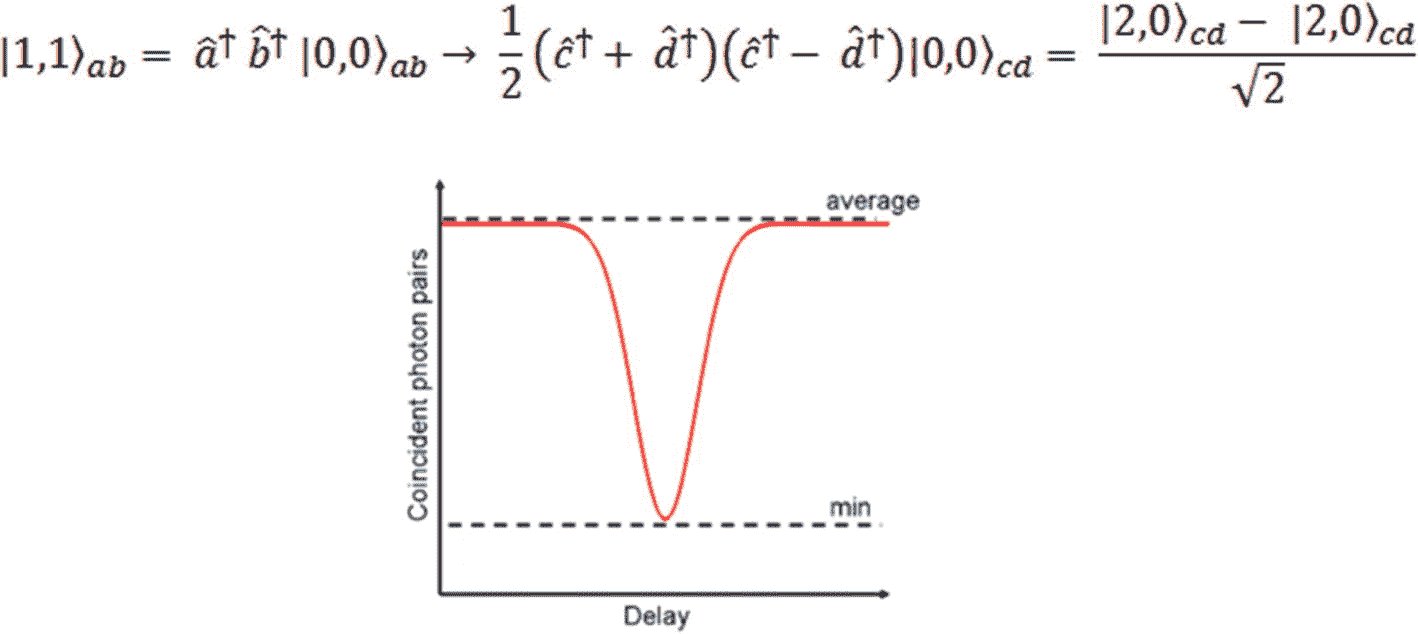 |1,1⟩ab = â† b̂† |0,0⟩ab → 1/2 (ĉ† + d̂†)(ĉ† − d̂†)|0,0⟩cd = |2,0⟩cd − |2,0⟩cd / √2
average
Coincident photon pairs
min
Delay